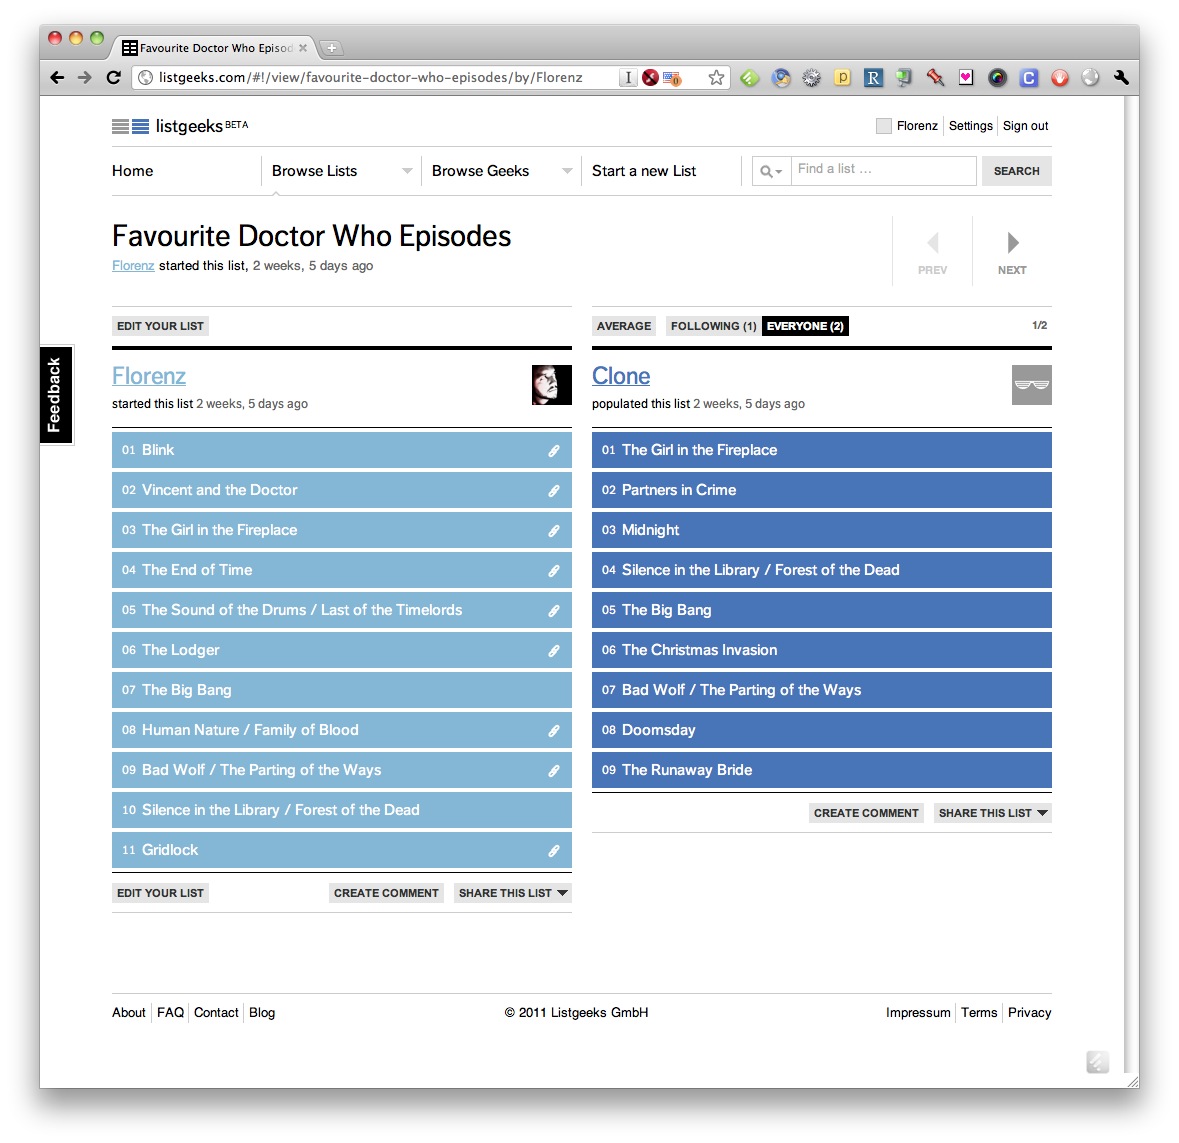 Favourite Doctor Who Episod
listgeeks.com/#!/view/favourite-doctor-who-episodes/by/Florenz
listgeeks BETA
Florenz
Settings
Sign out
Home
Browse Lists
Browse Geeks
Start a new List
Find a list ...
SEARCH
Favourite Doctor Who Episodes
Florenz started this list, 2 weeks, 5 days ago
PREV
NEXT
EDIT YOUR LIST
AVERAGE
FOLLOWING (1)
EVERYONE (2)
1/2
Feedback
Florenz
started this list 2 weeks, 5 days ago
01 Blink
02 Vincent and the Doctor
03 The Girl in the Fireplace
04 The End of Time
05 The Sound of the Drums / Last of the Timelords
06 The Lodger
07 The Big Bang
08 Human Nature / Family of Blood
09 Bad Wolf / The Parting of the Ways
10 Silence in the Library / Forest of the Dead
11 Gridlock
EDIT YOUR LIST
CREATE COMMENT
SHARE THIS LIST
Clone
populated this list 2 weeks, 5 days ago
01 The Girl in the Fireplace
02 Partners in Crime
03 Midnight
04 Silence in the Library / Forest of the Dead
05 The Big Bang
06 The Christmas Invasion
07 Bad Wolf / The Parting of the Ways
08 Doomsday
09 The Runaway Bride
CREATE COMMENT
SHARE THIS LIST
About
FAQ
Contact
Blog
© 2011 Listgeeks GmbH
Impressum
Terms
Privacy